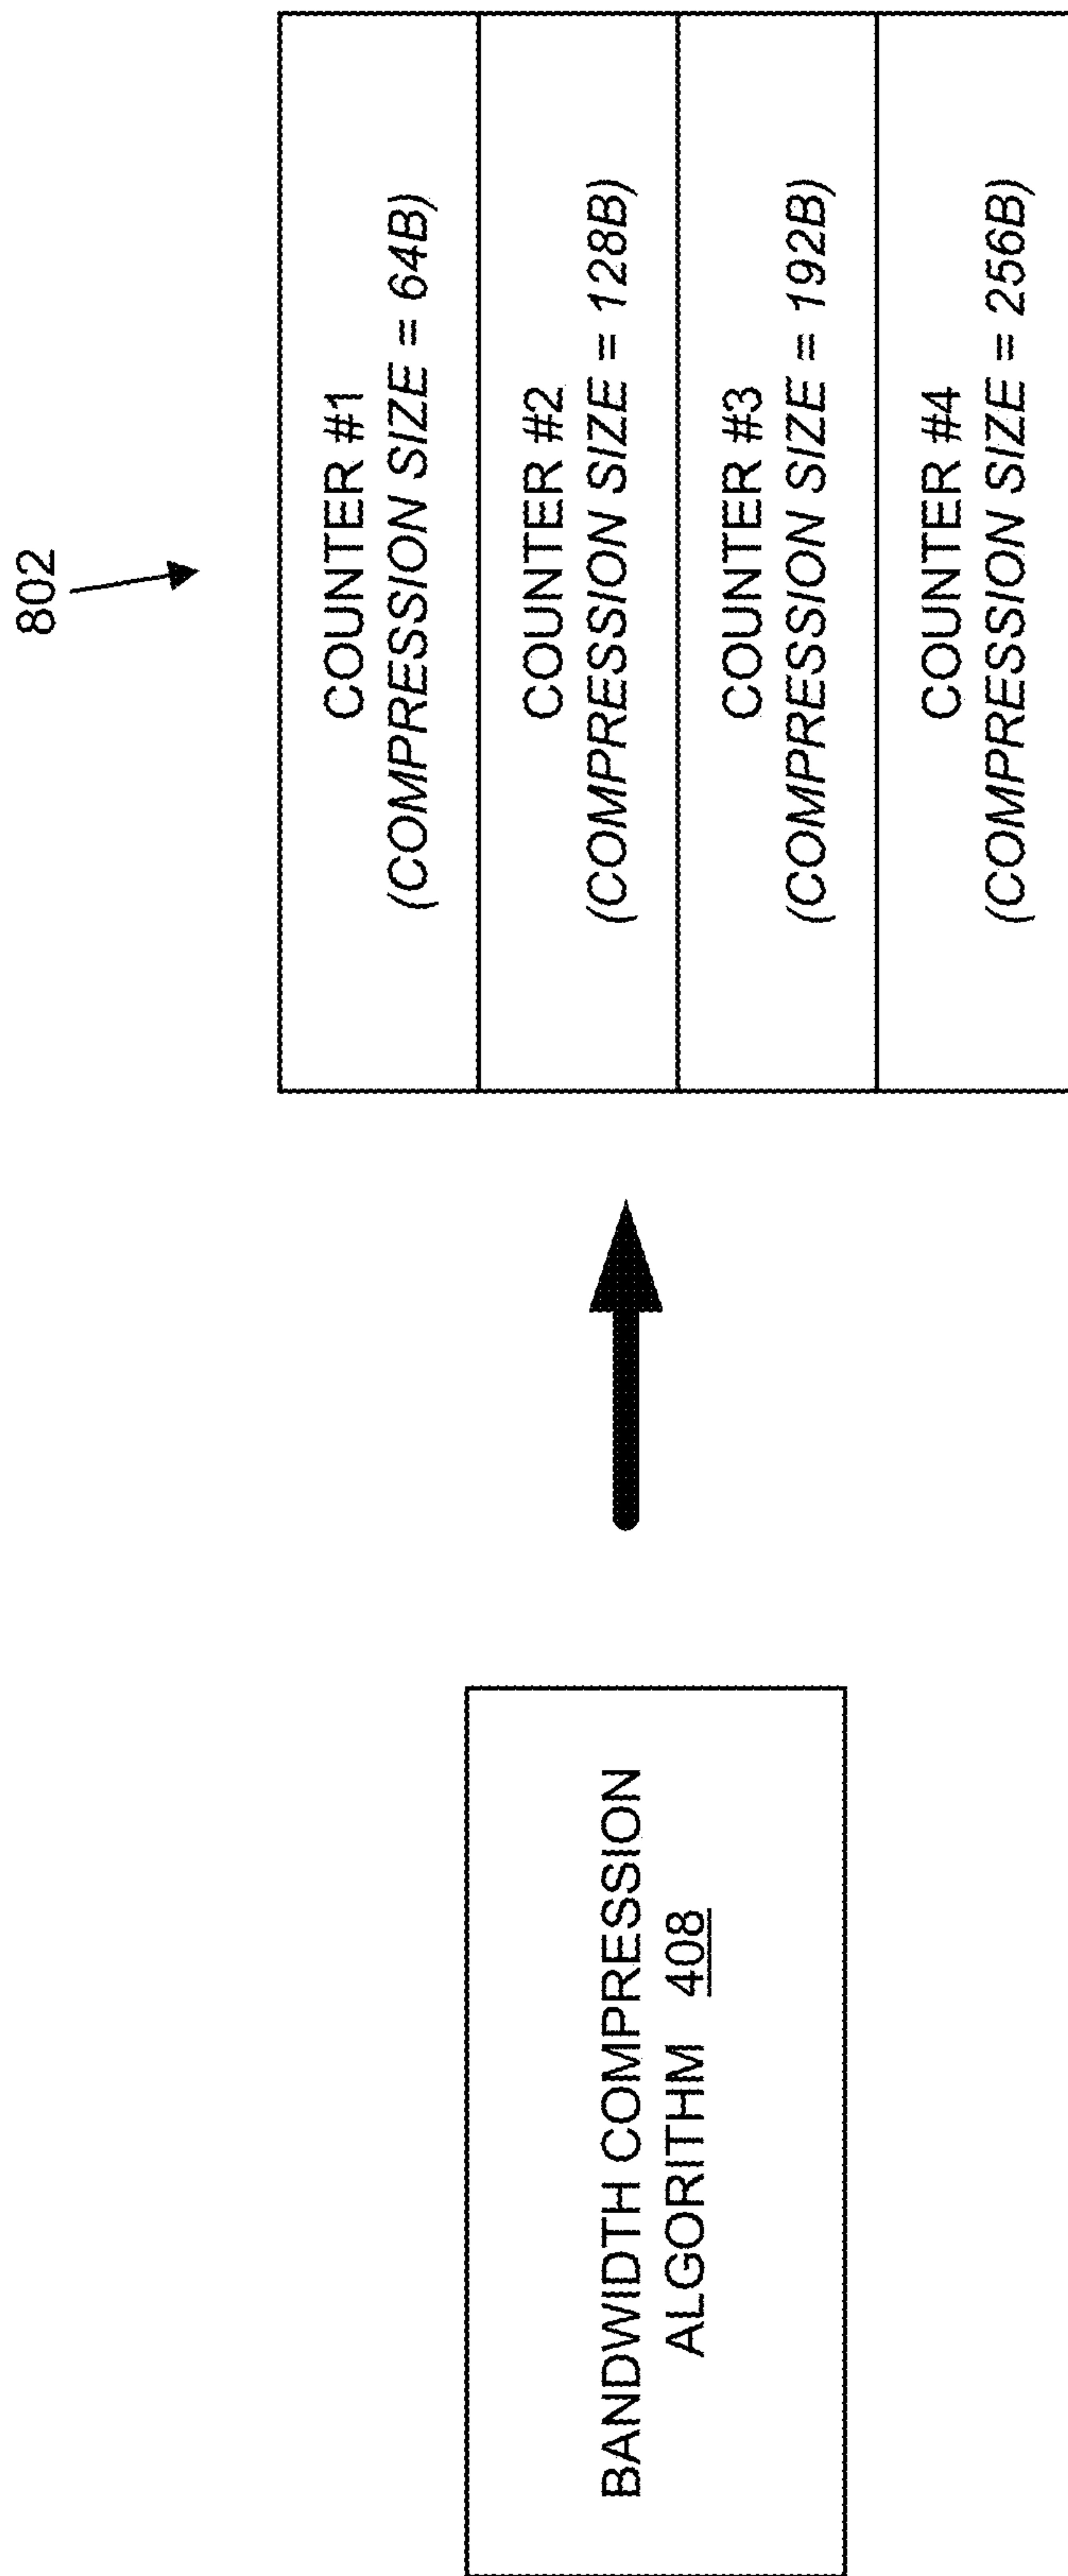 802
BANDWIDTH COMPRESSION
ALGORITHM 408
COUNTER #1
(COMPRESSION SIZE = 64B)
COUNTER #2
(COMPRESSION SIZE = 128B)
COUNTER #3
(COMPRESSION SIZE = 192B)
COUNTER #4
(COMPRESSION SIZE = 256B)